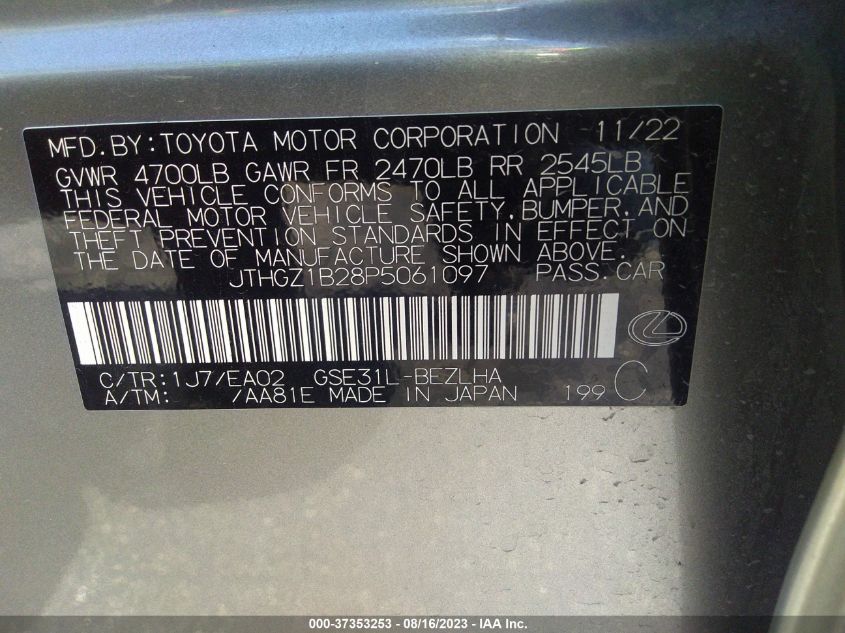 MFD.BY:TOYOTA MOTOR CORPORATION 11/22
GVWR 4700LB GAWR FR 2470LB RR 2545LB
THIS VEHICLE CONFORMS TO ALL APPLICABLE
FEDERAL MOTOR VEHICLE SAFETY,BUMPER,AND
THEFT PREVENTION STANDARDS IN EFFECT ON
THE DATE OF MANUFACTURE SHOWN ABOVE.
JTHGZ1B28P5061097 PASS.CAR
C/TR:1J7/EA02 GSE31L-BEZLHA
A/TM: /AA81E MADE IN JAPAN 199 C
000-37353253 - 08/16/2023 - IAA Inc.